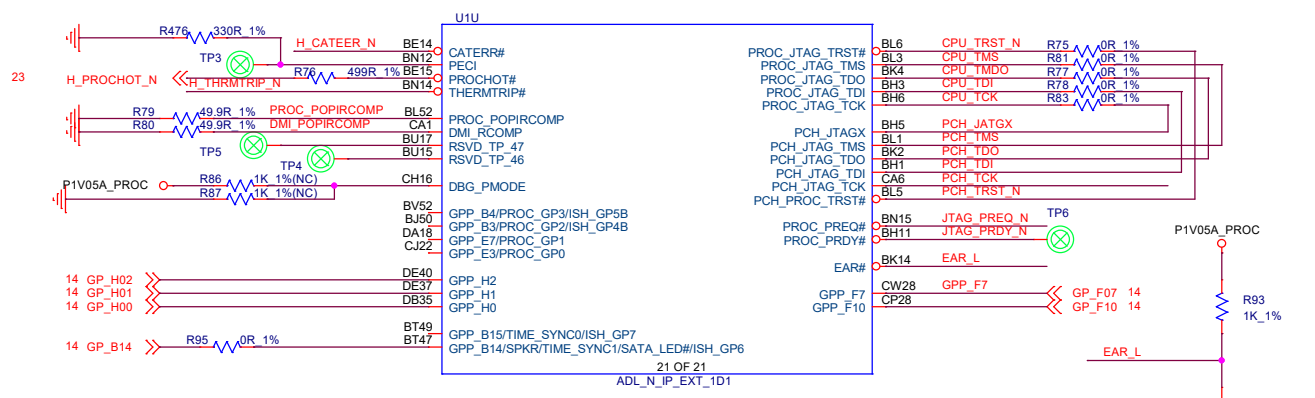 U1U
R476 330R_1%
H_CATEER_N BE14 CATERR#
TP3 BN12 PECI
23 H_PROCHOT_N R76 499R_1% BE15 PROCHOT#
H_THRMTRIP_N BN14 THERMTRIP#
R79 49.9R_1% PROC_POPIRCOMP BL52 PROC_POPIRCOMP
R80 49.9R_1% DMI_POPIRCOMP CA1 DMI_RCOMP
TP5 BU17 RSVD_TP_47
TP4 BU15 RSVD_TP_46
P1V05A_PROC R86 1K_1%(NC) CH16 DBG_PMODE
R87 1K_1%(NC)
BV52 GPP_B4/PROC_GP3/ISH_GP5B
BJ50 GPP_B3/PROC_GP2/ISH_GP4B
DA18 GPP_E7/PROC_GP1
CJ22 GPP_E3/PROC_GP0
14 GP_H02 DE40 GPP_H2
14 GP_H01 DE37 GPP_H1
14 GP_H00 DB35 GPP_H0
BT49 GPP_B15/TIME_SYNC0/ISH_GP7
14 GP_B14 R95 0R_1% BT47 GPP_B14/SPKR/TIME_SYNC1/SATA_LED#/ISH_GP6
PROC_JTAG_TRST# BL6 CPU_TRST_N R75 0R_1%
PROC_JTAG_TMS BL3 CPU_TMS R81 0R_1%
PROC_JTAG_TDO BK4 CPU_TMDO R77 0R_1%
PROC_JTAG_TDI BH3 CPU_TDI R78 0R_1%
PROC_JTAG_TCK BH6 CPU_TCK R83 0R_1%
PCH_JTAGX BH5 PCH_JATGX
PCH_JTAG_TMS BL1 PCH_TMS
PCH_JTAG_TDO BK2 PCH_TDO
PCH_JTAG_TDI BH1 PCH_TDI
PCH_JTAG_TCK CA6 PCH_TCK
PCH_PROC_TRST# BL5 PCH_TRST_N
PROC_PREQ# BN15 JTAG_PREQ_N TP6
PROC_PRDY# BH11 JTAG_PRDY_N
EAR# BK14 EAR_L
GPP_F7 CW28 GPP_F7 GP_F07 14
GPP_F10 CP28 GP_F10 14
P1V05A_PROC
R93
1K_1%
EAR_L
21 OF 21
ADL_N_IP_EXT_1D1